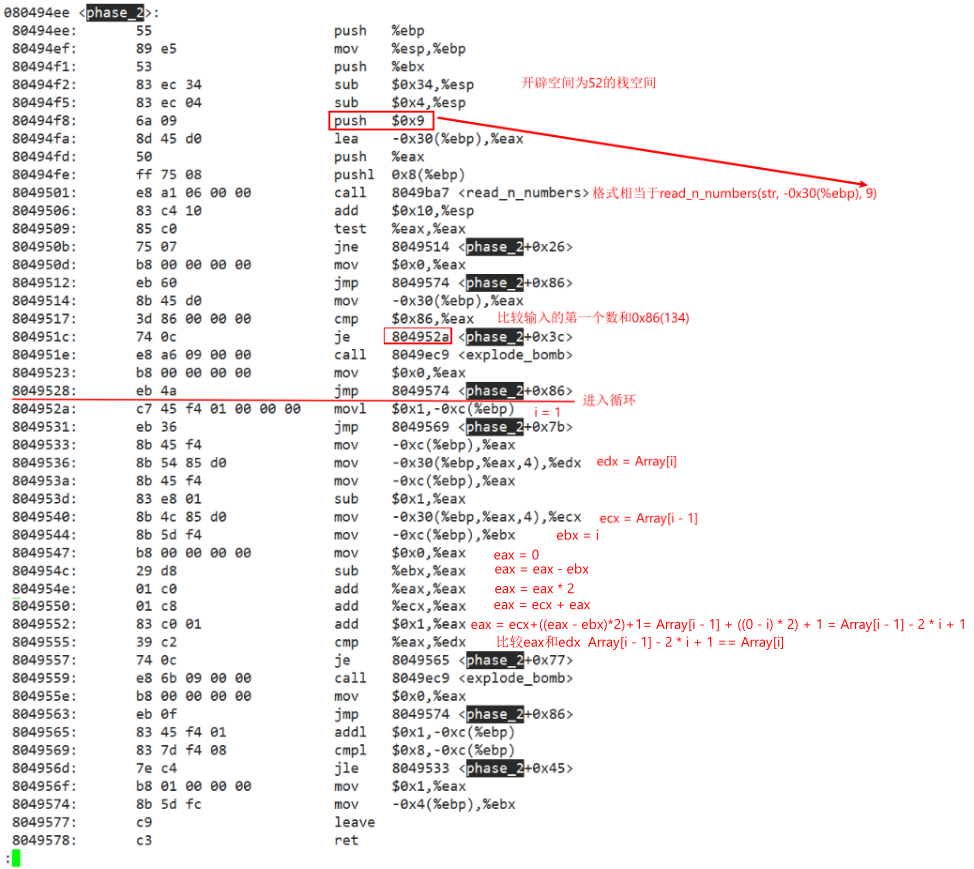 080494ee <phase_2>:
80494ee: 55 push %ebp
80494ef: 89 e5 mov %esp,%ebp
80494f1: 53 push %ebx
80494f2: 83 ec 34 sub $0x34,%esp 开辟空间为52的栈空间
80494f5: 83 ec 04 sub $0x4,%esp
80494f8: 6a 09 push $0x9
80494fa: 8d 45 d0 lea -0x30(%ebp),%eax
80494fd: 50 push %eax
80494fe: ff 75 08 pushl 0x8(%ebp)
8049501: e8 a1 06 00 00 call 8049ba7 <read_n_numbers> 格式相当于read_n_numbers(str, -0x30(%ebp), 9)
8049506: 83 c4 10 add $0x10,%esp
8049509: 85 c0 test %eax,%eax
804950b: 75 07 jne 8049514 <phase_2+0x26>
804950d: b8 00 00 00 00 mov $0x0,%eax
8049512: eb 60 jmp 8049574 <phase_2+0x86>
8049514: 8b 45 d0 mov -0x30(%ebp),%eax
8049517: 3d 86 00 00 00 cmp $0x86,%eax 比较输入的第一个数和0x86(134)
804951c: 74 0c je 804952a <phase_2+0x3c>
804951e: e8 a6 09 00 00 call 8049ec9 <explode_bomb>
8049523: b8 00 00 00 00 mov $0x0,%eax
8049528: eb 4a jmp 8049574 <phase_2+0x86> 进入循环
804952a: c7 45 f4 01 00 00 00 movl $0x1,-0xc(%ebp) i = 1
8049531: eb 36 jmp 8049569 <phase_2+0x7b>
8049533: 8b 45 f4 mov -0xc(%ebp),%eax
8049536: 8b 54 85 d0 mov -0x30(%ebp,%eax,4),%edx edx = Array[i]
804953a: 8b 45 f4 mov -0xc(%ebp),%eax
804953d: 83 e8 01 sub $0x1,%eax
8049540: 8b 4c 85 d0 mov -0x30(%ebp,%eax,4),%ecx ecx = Array[i - 1]
8049544: 8b 5d f4 mov -0xc(%ebp),%ebx ebx = i
8049547: b8 00 00 00 00 mov $0x0,%eax eax = 0
804954c: 29 d8 sub %ebx,%eax eax = eax - ebx
804954e: 01 c0 add %eax,%eax eax = eax * 2
8049550: 01 c8 add %ecx,%eax eax = ecx + eax
8049552: 83 c0 01 add $0x1,%eax eax = ecx+((eax - ebx)*2)+1= Array[i - 1] + ((0 - i) * 2) + 1 = Array[i - 1] - 2 * i + 1
8049555: 39 c2 cmp %eax,%edx 比较eax和edx Array[i - 1] - 2 * i + 1 == Array[i]
8049557: 74 0c je 8049565 <phase_2+0x77>
8049559: e8 6b 09 00 00 call 8049ec9 <explode_bomb>
804955e: b8 00 00 00 00 mov $0x0,%eax
8049563: eb 0f jmp 8049574 <phase_2+0x86>
8049565: 83 45 f4 01 addl $0x1,-0xc(%ebp)
8049569: 83 7d f4 08 cmpl $0x8,-0xc(%ebp)
804956d: 7e c4 jle 8049533 <phase_2+0x45>
804956f: b8 01 00 00 00 mov $0x1,%eax
8049574: 8b 5d fc mov -0x4(%ebp),%ebx
8049577: c9 leave
8049578: c3 ret
: